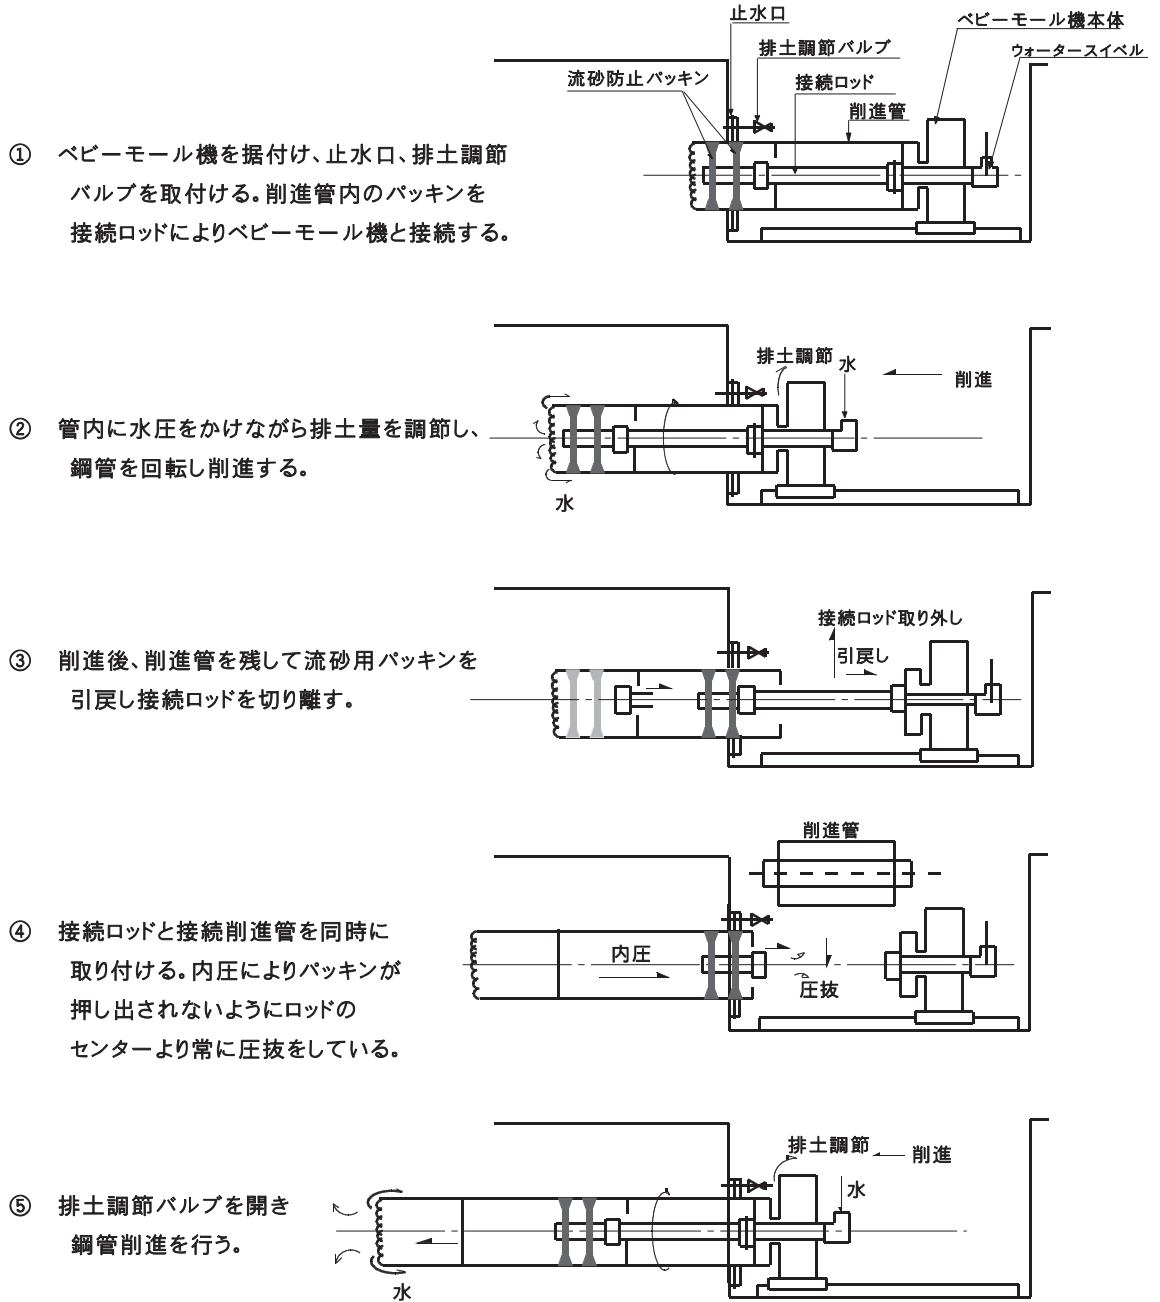 止水口
ベビーモール機本体
排土調節バルブ
ウォータースイベル
流砂防止パッキン
接続ロッド
削進管
① ベビーモール機を据付け、止水口、排土調節
バルブを取付ける。削進管内のパッキンを
接続ロッドによりベビーモール機と接続する。
排土調節
水
削進
② 管内に水圧をかけながら排土量を調節し、
鋼管を回転し削進する。
水
接続ロッド取り外し
引戻し
③ 削進後、削進管を残して流砂用パッキンを
引戻し接続ロッドを切り離す。
削進管
④ 接続ロッドと接続削進管を同時に
取り付ける。内圧によりパッキンが
押し出されないようにロッドの
センターより常に圧抜をしている。
内圧
圧抜
排土調節
削進
水
⑤ 排土調節バルブを開き
鋼管削進を行う。
水